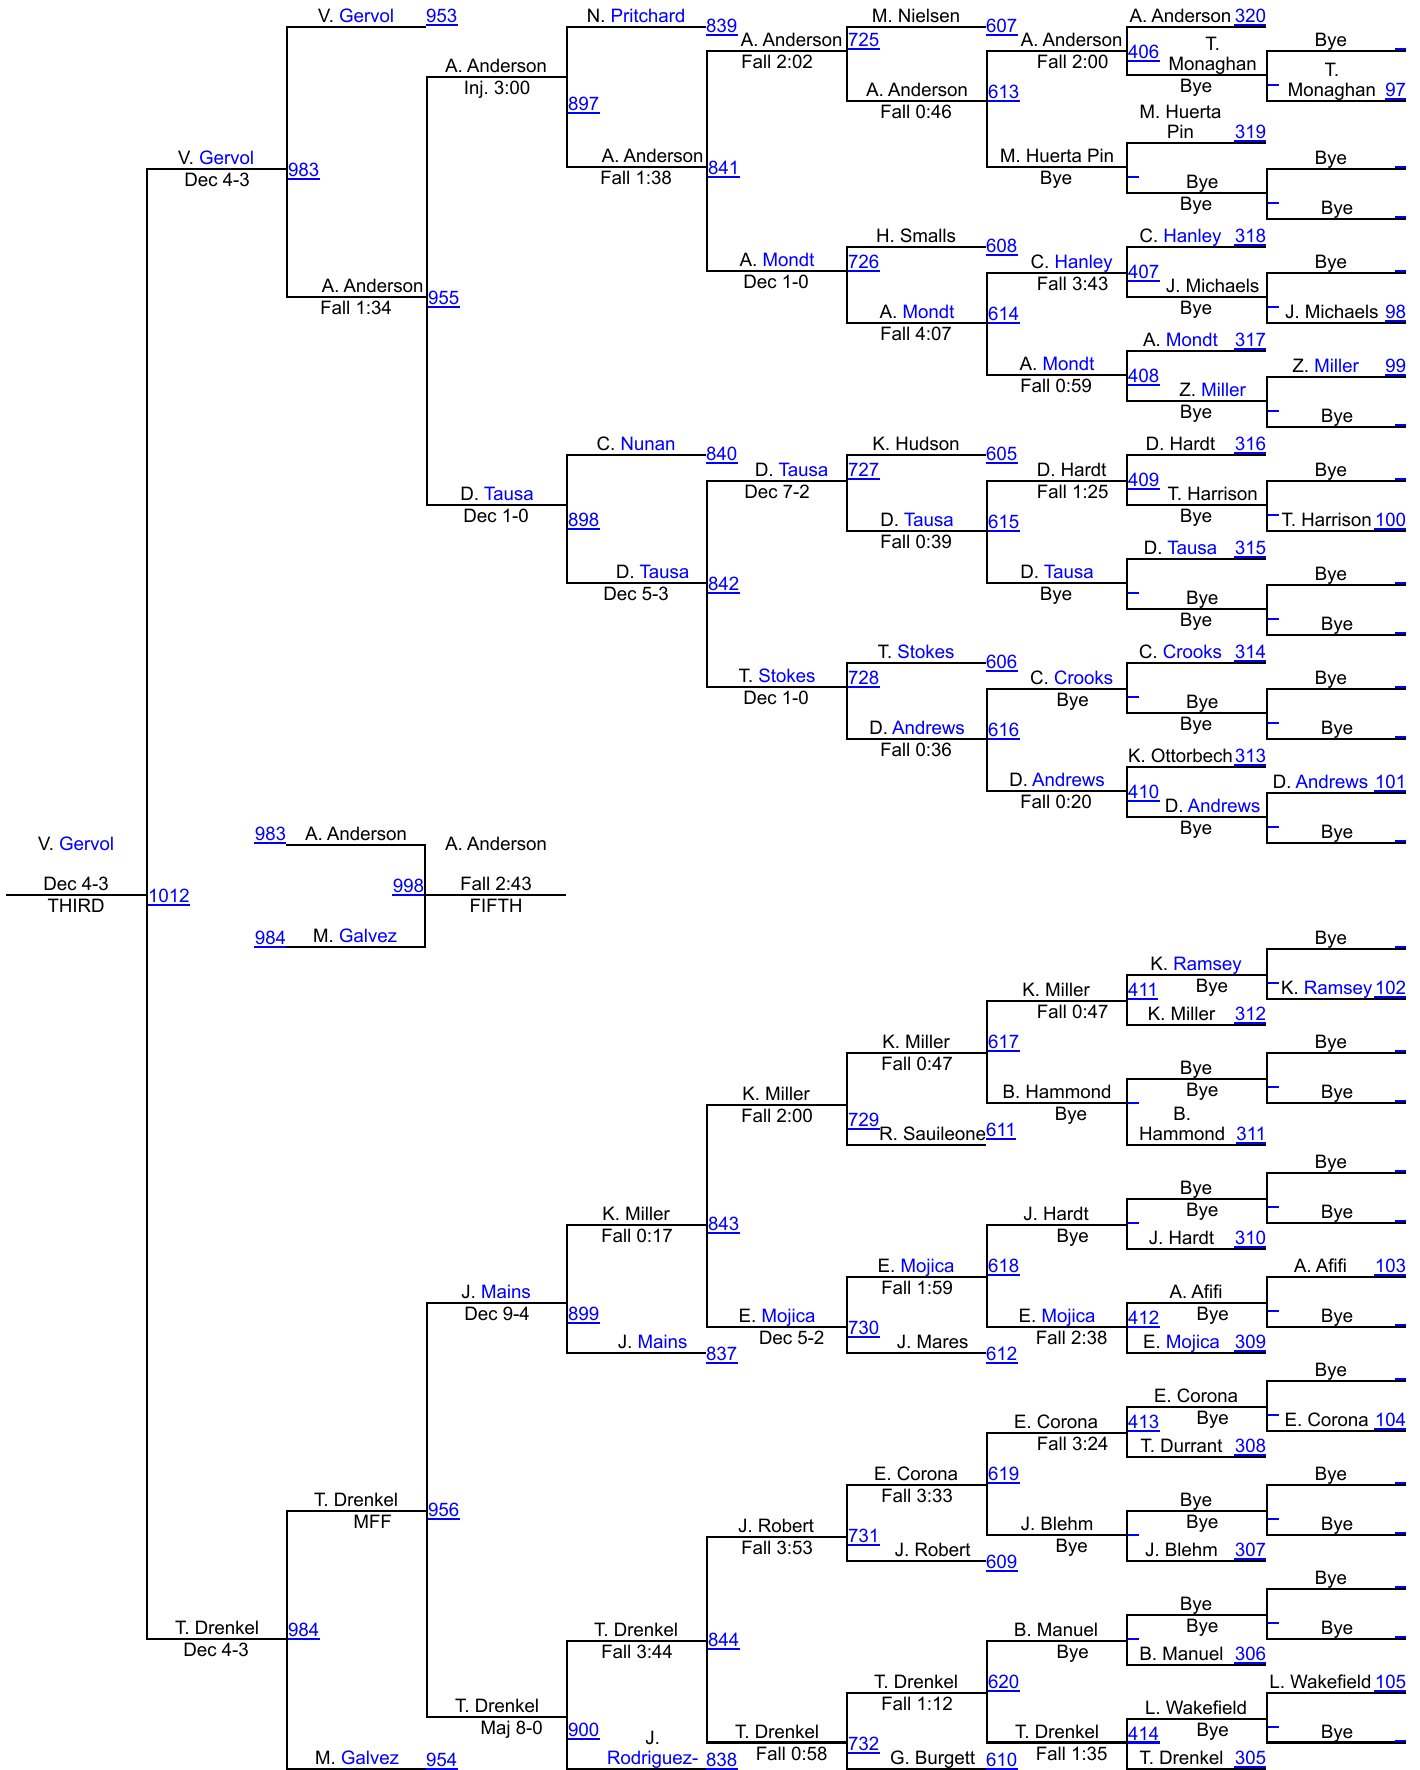 V. Gervol 953
N. Pritchard 839
M. Nielsen 607
A. Anderson 320
A. Anderson 725
Fall 2:02
A. Anderson 406
Fall 2:00
T.
Monaghan
Bye
Bye
T.
Monaghan 97
A. Anderson
Inj. 3:00
897
A. Anderson 613
Fall 0:46
M. Huerta
Pin 319
V. Gervol 983
Dec 4-3
A. Anderson 841
Fall 1:38
M. Huerta Pin
Bye
Bye
Bye
Bye
Bye
H. Smalls 608
C. Hanley 318
A. Mondt 726
Dec 1-0
C. Hanley 407
Fall 3:43
J. Michaels
Bye
Bye
J. Michaels 98
A. Anderson 955
Fall 1:34
A. Mondt 614
Fall 4:07
A. Mondt 317
A. Mondt 408
Fall 0:59
Z. Miller
Bye
Z. Miller 99
Bye
C. Nunan 840
K. Hudson 605
D. Hardt 316
D. Tausa 727
Dec 7-2
D. Hardt 409
Fall 1:25
T. Harrison
Bye
Bye
T. Harrison 100
D. Tausa
Dec 1-0
898
D. Tausa 615
Fall 0:39
D. Tausa 315
D. Tausa 842
Dec 5-3
D. Tausa
Bye
Bye
Bye
Bye
Bye
T. Stokes 606
C. Crooks 314
T. Stokes 728
Dec 1-0
C. Crooks
Bye
Bye
Bye
Bye
Bye
D. Andrews 616
Fall 0:36
K. Ottorbech 313
D. Andrews 410
Fall 0:20
D. Andrews
Bye
D. Andrews 101
Bye
V. Gervol
Dec 4-3
THIRD
1012
983 A. Anderson
A. Anderson
998 Fall 2:43
FIFTH
984 M. Galvez
Bye
K. Ramsey
Bye
K. Ramsey 102
K. Miller 411
Fall 0:47
K. Miller 312
K. Miller 617
Fall 0:47
Bye
Bye
Bye
Bye
K. Miller
Fall 2:00
B. Hammond
Bye
729
R. Sauileone 611
B.
Hammond 311
Bye
Bye
Bye
Bye
K. Miller 843
Fall 0:17
J. Hardt
Bye
J. Hardt 310
E. Mojica 618
Fall 1:59
A. Afifi 103
A. Afifi
Bye
Bye
J. Mains
Dec 9-4
899
E. Mojica 730
Dec 5-2
E. Mojica 412
Fall 2:38
J. Mains 837
J. Mares 612
E. Mojica 309
Bye
E. Corona
Bye
E. Corona 104
E. Corona 413
Fall 3:24
T. Durrant 308
E. Corona 619
Fall 3:33
Bye
Bye
Bye
Bye
T. Drenkel 956
MFF
J. Robert 731
Fall 3:53
J. Blehm
Bye
J. Robert 609
J. Blehm 307
Bye
Bye
Bye
Bye
T. Drenkel 984
Dec 4-3
T. Drenkel 844
Fall 3:44
B. Manuel
Bye
B. Manuel 306
T. Drenkel 620
Fall 1:12
L. Wakefield 105
L. Wakefield
Bye
Bye
T. Drenkel
Maj 8-0
900
T. Drenkel 732
Fall 0:58
T. Drenkel 414
Fall 1:35
M. Galvez 954
J.
Rodriguez- 838
G. Burgett 610
T. Drenkel 305